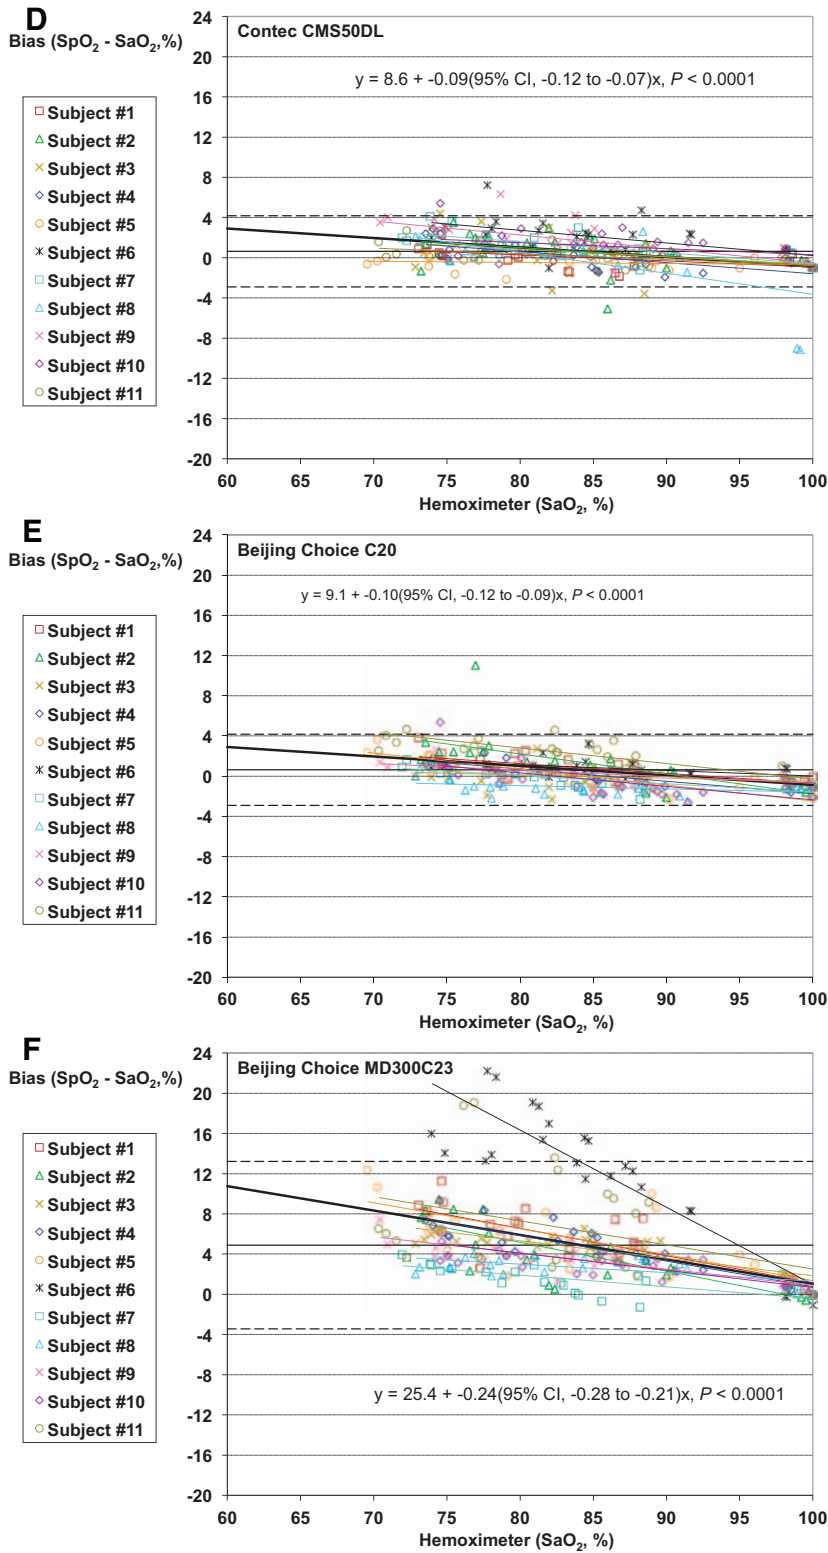 D
Bias (SpO₂ - SaO₂,%)
Contec CMS50DL
y = 8.6 + -0.09(95% CI, -0.12 to -0.07)x, P < 0.0001
24
20
16
12
8
4
0
-4
-8
-12
-16
-20
Subject #1
Subject #2
Subject #3
Subject #4
Subject #5
Subject #6
Subject #7
Subject #8
Subject #9
Subject #10
Subject #11
60 70 75 80 85 90 95 100
Hemoximeter (SaO₂, %)
E
Bias (SpO₂ - SaO₂,%)
Beijing Choice C20
y = 9.1 + -0.10(95% CI, -0.12 to -0.09)x, P < 0.0001
24
20
16
12
8
4
0
-4
-8
-12
-16
-20
Subject #1
Subject #2
Subject #3
Subject #4
Subject #5
Subject #6
Subject #7
Subject #8
Subject #9
Subject #10
Subject #11
60 70 75 80 85 90 95 100
Hemoximeter (SaO₂, %)
F
Bias (SpO₂ - SaO₂,%)
Beijing Choice MD300C23
24
20
16
12
8
4
0
-4
-8
-12
-16
-20
Subject #1
Subject #2
Subject #3
Subject #4
Subject #5
Subject #6
Subject #7
Subject #8
Subject #9
Subject #10
Subject #11
y = 25.4 + -0.24(95% CI, -0.28 to -0.21)x, P < 0.0001
60 70 75 80 85 90 95 100
Hemoximeter (SaO₂, %)